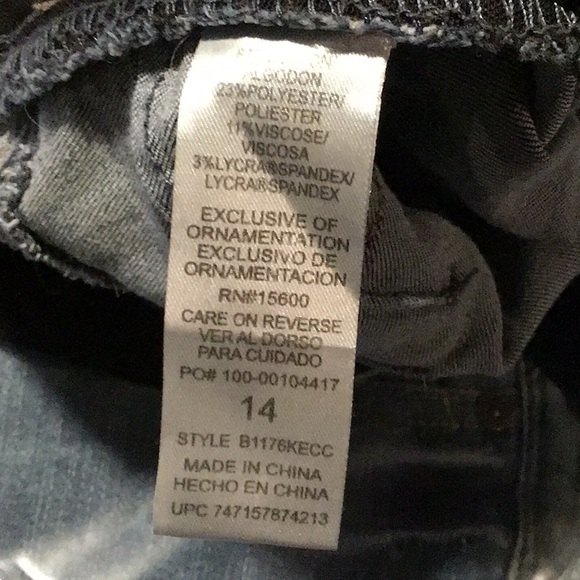 ALGODON
23%POLYESTER/
POLIESTER
11%VISCOSE/
VISCOSA
3%LYCRA®SPANDEX/
LYCRA®SPANDEX
EXCLUSIVE OF
ORNAMENTATION
EXCLUSIVO DE
ORNAMENTACION
RN#15600
CARE ON REVERSE
VER AL DORSO
PARA CUIDADO
PO# 100-00104417
14
STYLE B1176KECC
MADE IN CHINA
HECHO EN CHINA
UPC 747157874213